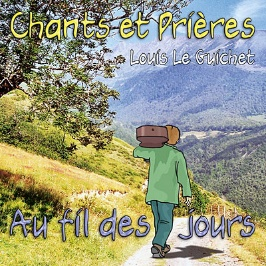 Chants et Prières
Louis Le Guichet
Au fil des jours